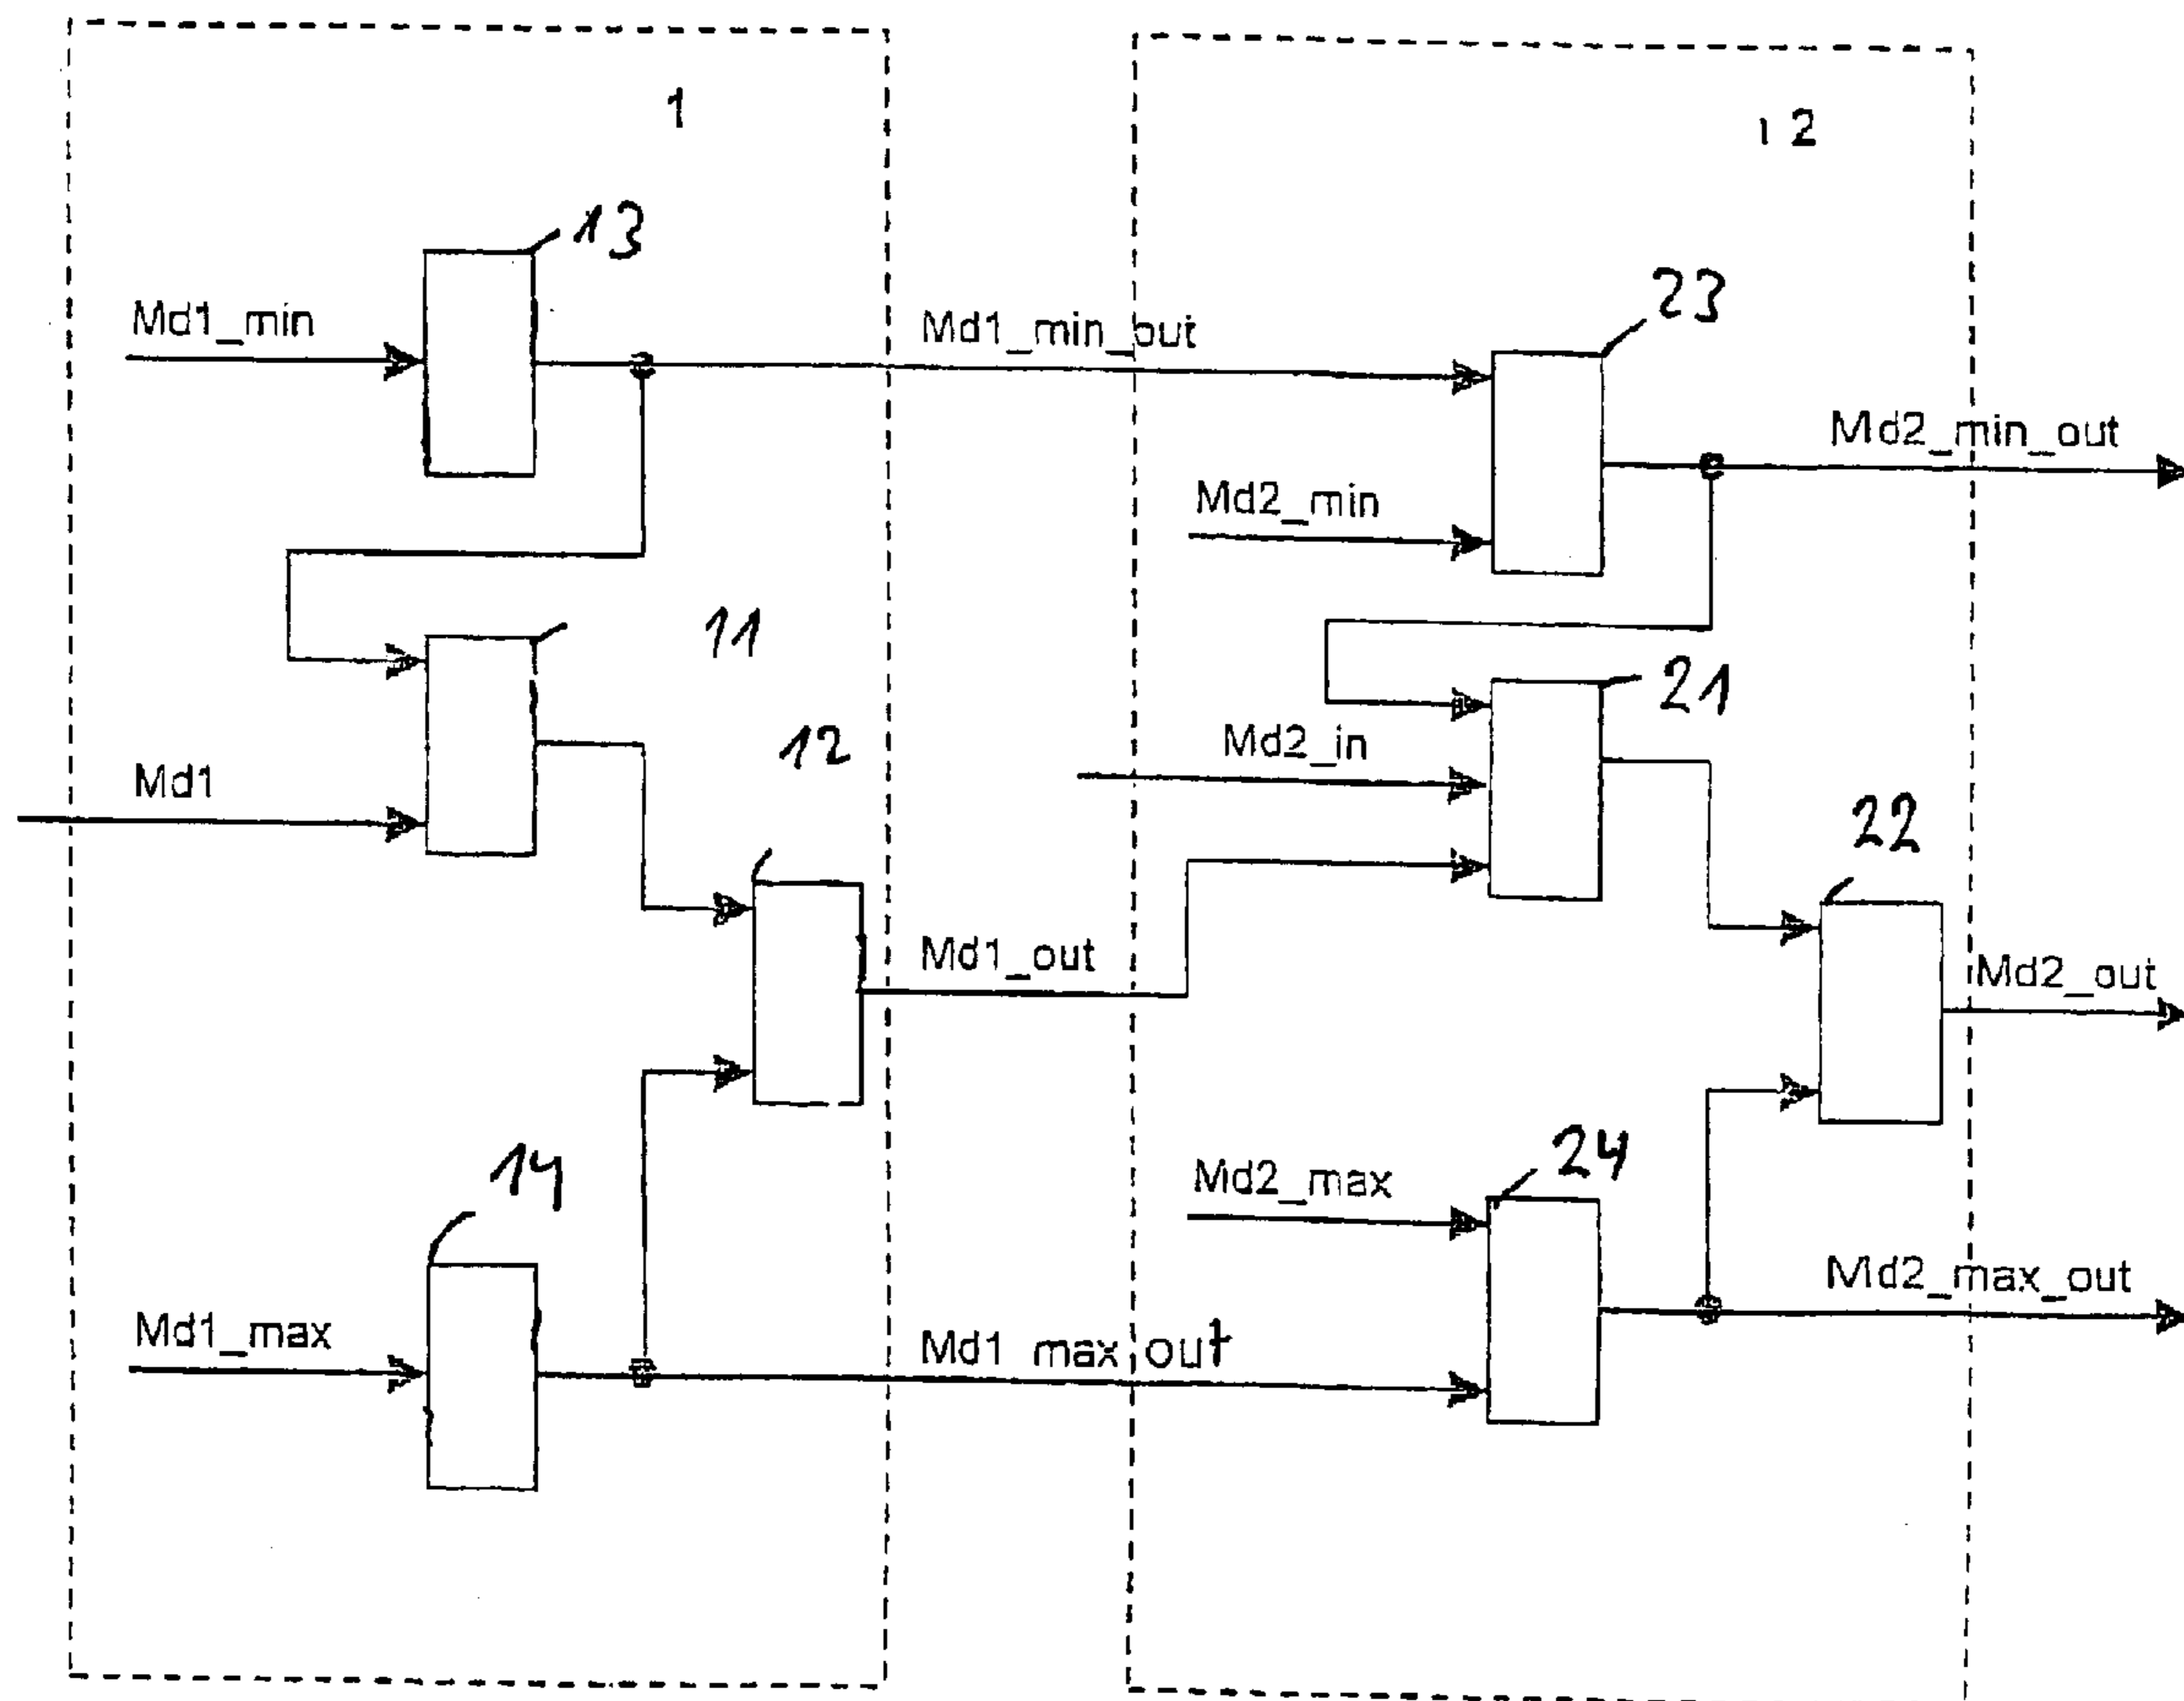 1
2
13
Md1_min
Md1_min_out
23
Md2_min_out
Md2_min
11
21
Md2_in
12
Md1
22
Md1_out
Md2_out
14
24
Md2_max
Md2_max_out
Md1_max
Md1 max out